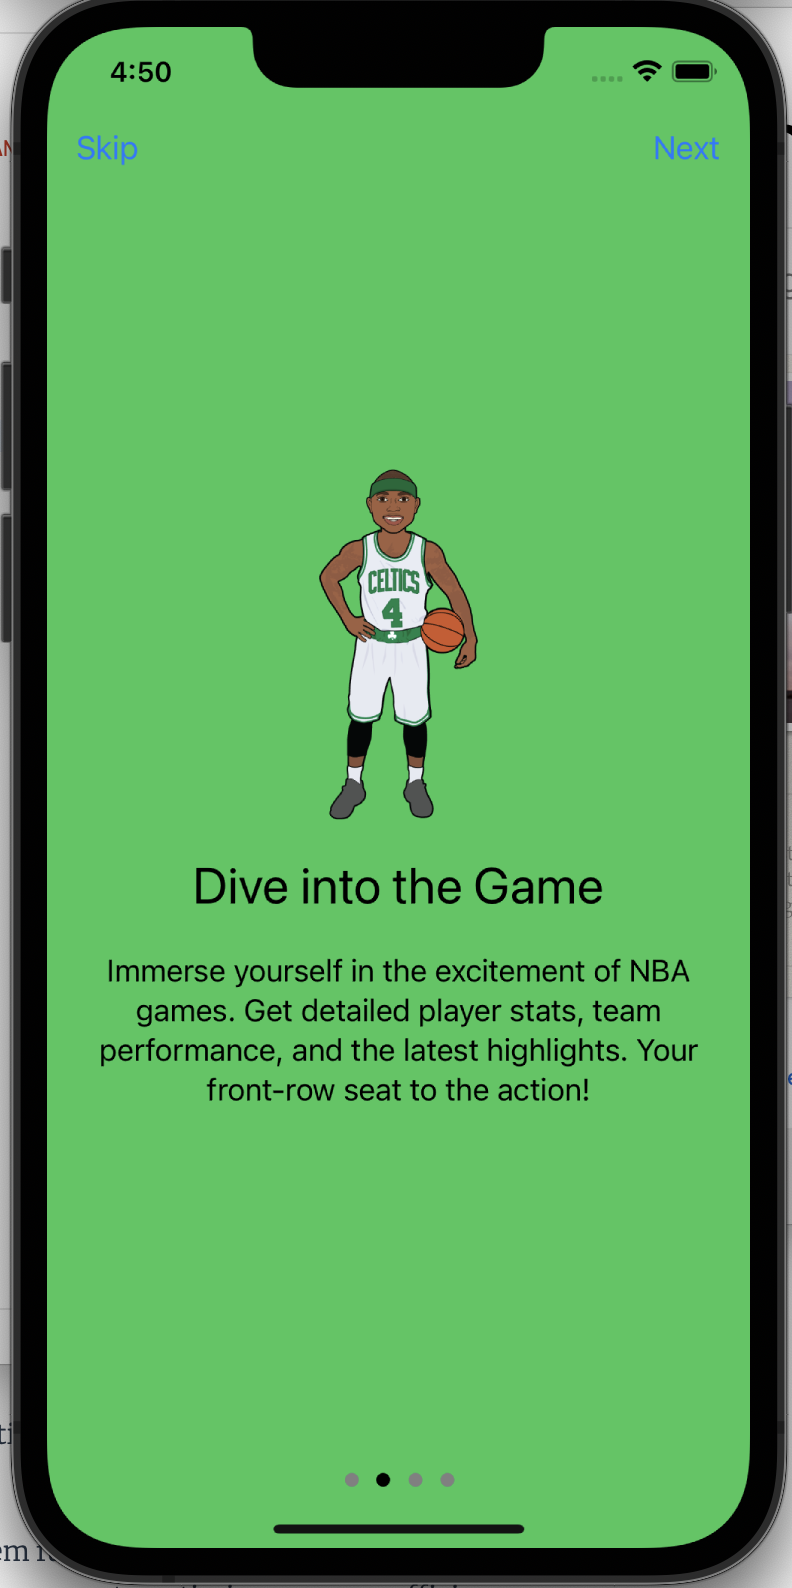 4:50
Skip
Next
CELTICS
4
Dive into the Game
Immerse yourself in the excitement of NBA
games. Get detailed player stats, team
performance, and the latest highlights. Your
front-row seat to the action!